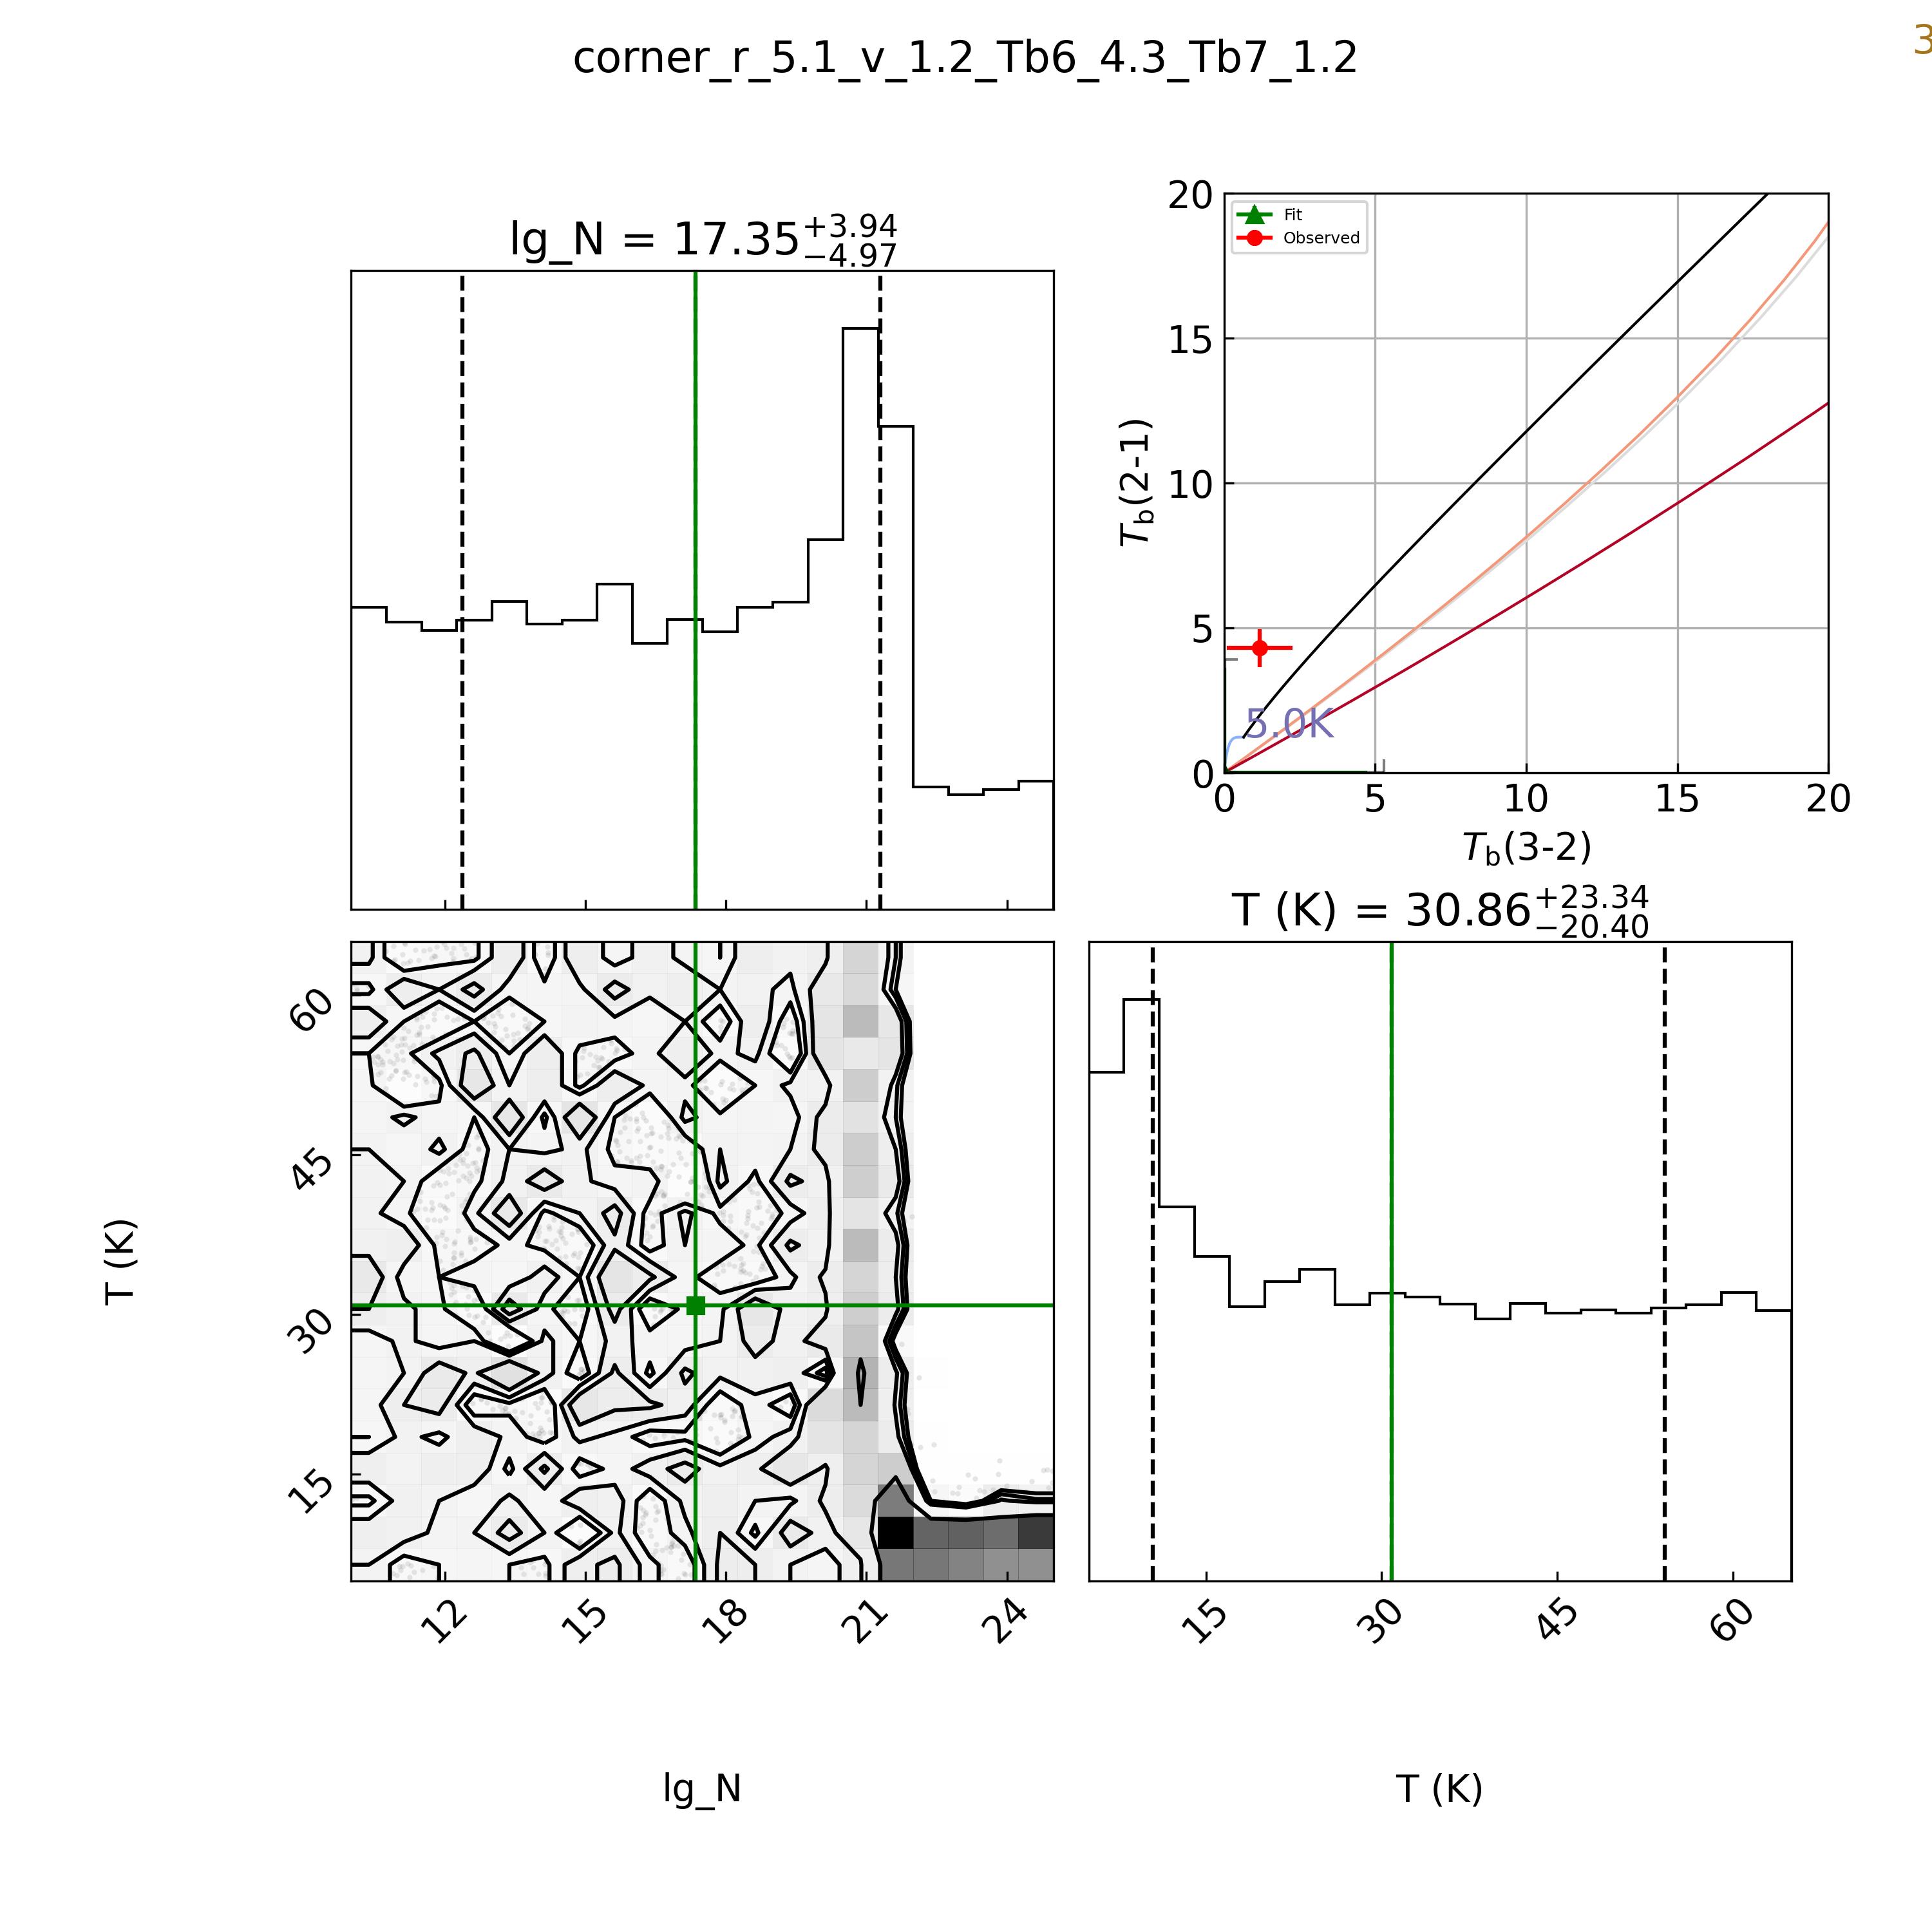 corner_r_5.1_v_1.2_Tb6_4.3_Tb7_1.2
3
lg_N = 17.35 +3.94 −4.97
20
15
10
5
0
Fit
Observed
5.0K
T_b(2-1)
0 5 10 15 20
T_b(3-2)
T (K) = 30.86 +23.34 −20.40
60
45
30
15
T (K)
12 15 18 21 24
lg_N
15 30 45 60
T (K)